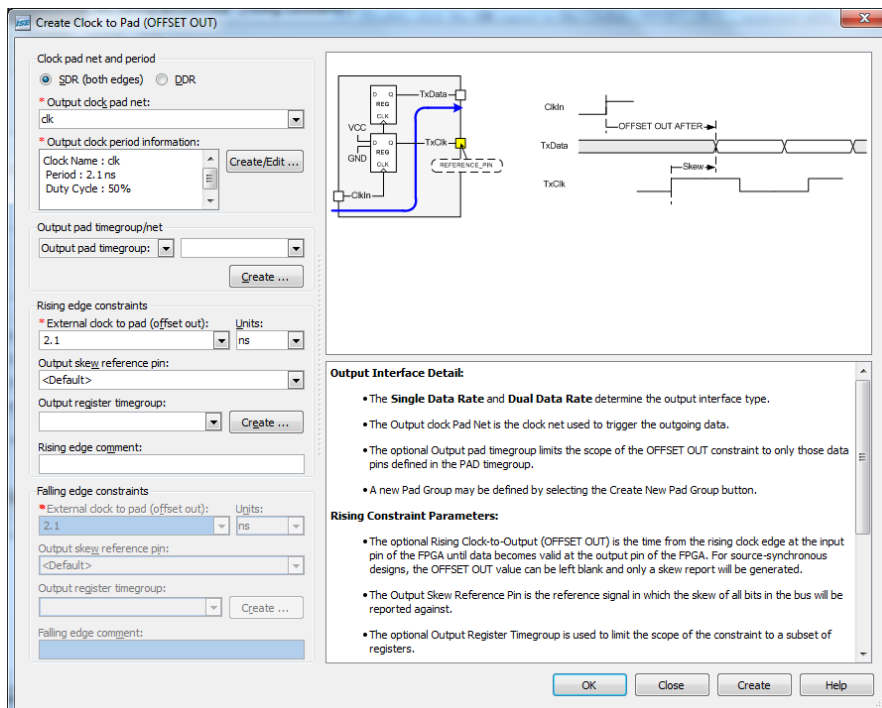 ISE Create Clock to Pad (OFFSET OUT)
Clock pad net and period
SDR (both edges) DDR
* Output clock pad net:
clk
* Output clock period information:
Clock Name : clk
Period : 2.1 ns
Duty Cycle : 50%
Create/Edit ...
Output pad timegroup/net
Output pad timegroup:
Create ...
Rising edge constraints
* External clock to pad (offset out): Units:
2.1 ns
Output skew reference pin:
<Default>
Output register timegroup:
Create ...
Rising edge comment:
Falling edge constraints
* External clock to pad (offset out): Units:
2.1 ns
Output skew reference pin:
<Default>
Output register timegroup:
Create ...
Falling edge comment:
D Q
REG
CLK
TxData
VCC
GND
D Q
REG
CLK
TxClk
REFERENCE_PIN
ClkIn
ClkIn
OFFSET OUT AFTER
TxData
Skew
TxClk
Output Interface Detail:
• The Single Data Rate and Dual Data Rate determine the output interface type.
• The Output clock Pad Net is the clock net used to trigger the outgoing data.
• The optional Output pad timegroup limits the scope of the OFFSET OUT constraint to only those data
pins defined in the PAD timegroup.
• A new Pad Group may be defined by selecting the Create New Pad Group button.
Rising Constraint Parameters:
• The optional Rising Clock-to-Output (OFFSET OUT) is the time from the rising clock edge at the input
pin of the FPGA until data becomes valid at the output pin of the FPGA. For source-synchronous
designs, the OFFSET OUT value can be left blank and only a skew report will be generated.
• The Output Skew Reference Pin is the reference signal in which the skew of all bits in the bus will be
reported against.
• The optional Output Register Timegroup is used to limit the scope of the constraint to a subset of
registers.
OK Close Create Help